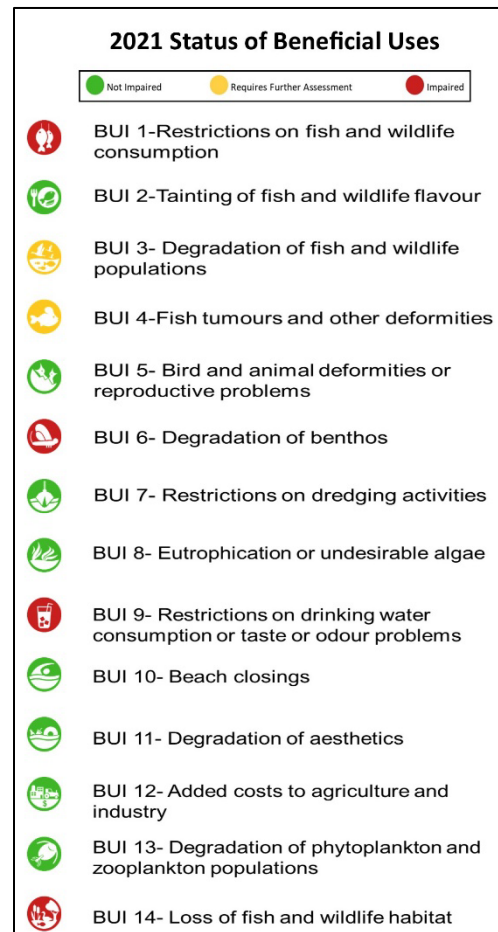 2021 Status of Beneficial Uses
Not Impaired Requires Further Assessment Impaired
BUI 1-Restrictions on fish and wildlife
consumption
BUI 2-Tainting of fish and wildlife flavour
BUI 3- Degradation of fish and wildlife
populations
BUI 4-Fish tumours and other deformities
BUI 5- Bird and animal deformities or
reproductive problems
BUI 6- Degradation of benthos
BUI 7- Restrictions on dredging activities
BUI 8- Eutrophication or undesirable algae
BUI 9- Restrictions on drinking water
consumption or taste or odour problems
BUI 10- Beach closings
BUI 11- Degradation of aesthetics
$
BUI 12- Added costs to agriculture and
industry
BUI 13- Degradation of phytoplankton and
zooplankton populations
BUI 14- Loss of fish and wildlife habitat